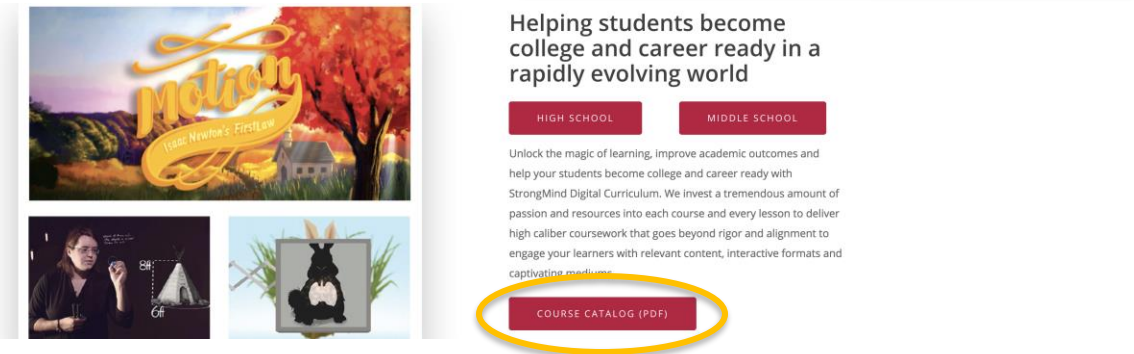 Motion
Isaac Newton's First Law
8ft
6ft
Helping students become
college and career ready in a
rapidly evolving world
HIGH SCHOOL
MIDDLE SCHOOL
Unlock the magic of learning, improve academic outcomes and
help your students become college and career ready with
StrongMind Digital Curriculum. We invest a tremendous amount of
passion and resources into each course and every lesson to deliver
high caliber coursework that goes beyond rigor and alignment to
engage your learners with relevant content, interactive formats and
captivating mediums.
COURSE CATALOG (PDF)